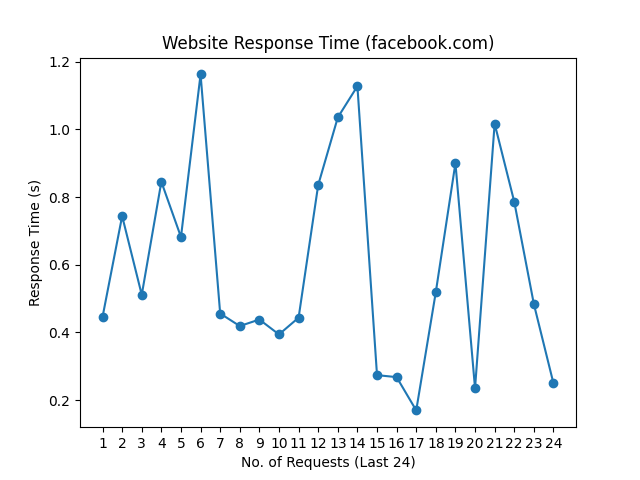 Website Response Time (facebook.com)
1.2
1.0
0.8
0.6
0.4
0.2
Response Time (s)
1 2 3 4 5 6 7 8 9 10 11 12 13 14 15 16 17 18 19 20 21 22 23 24
No. of Requests (Last 24)